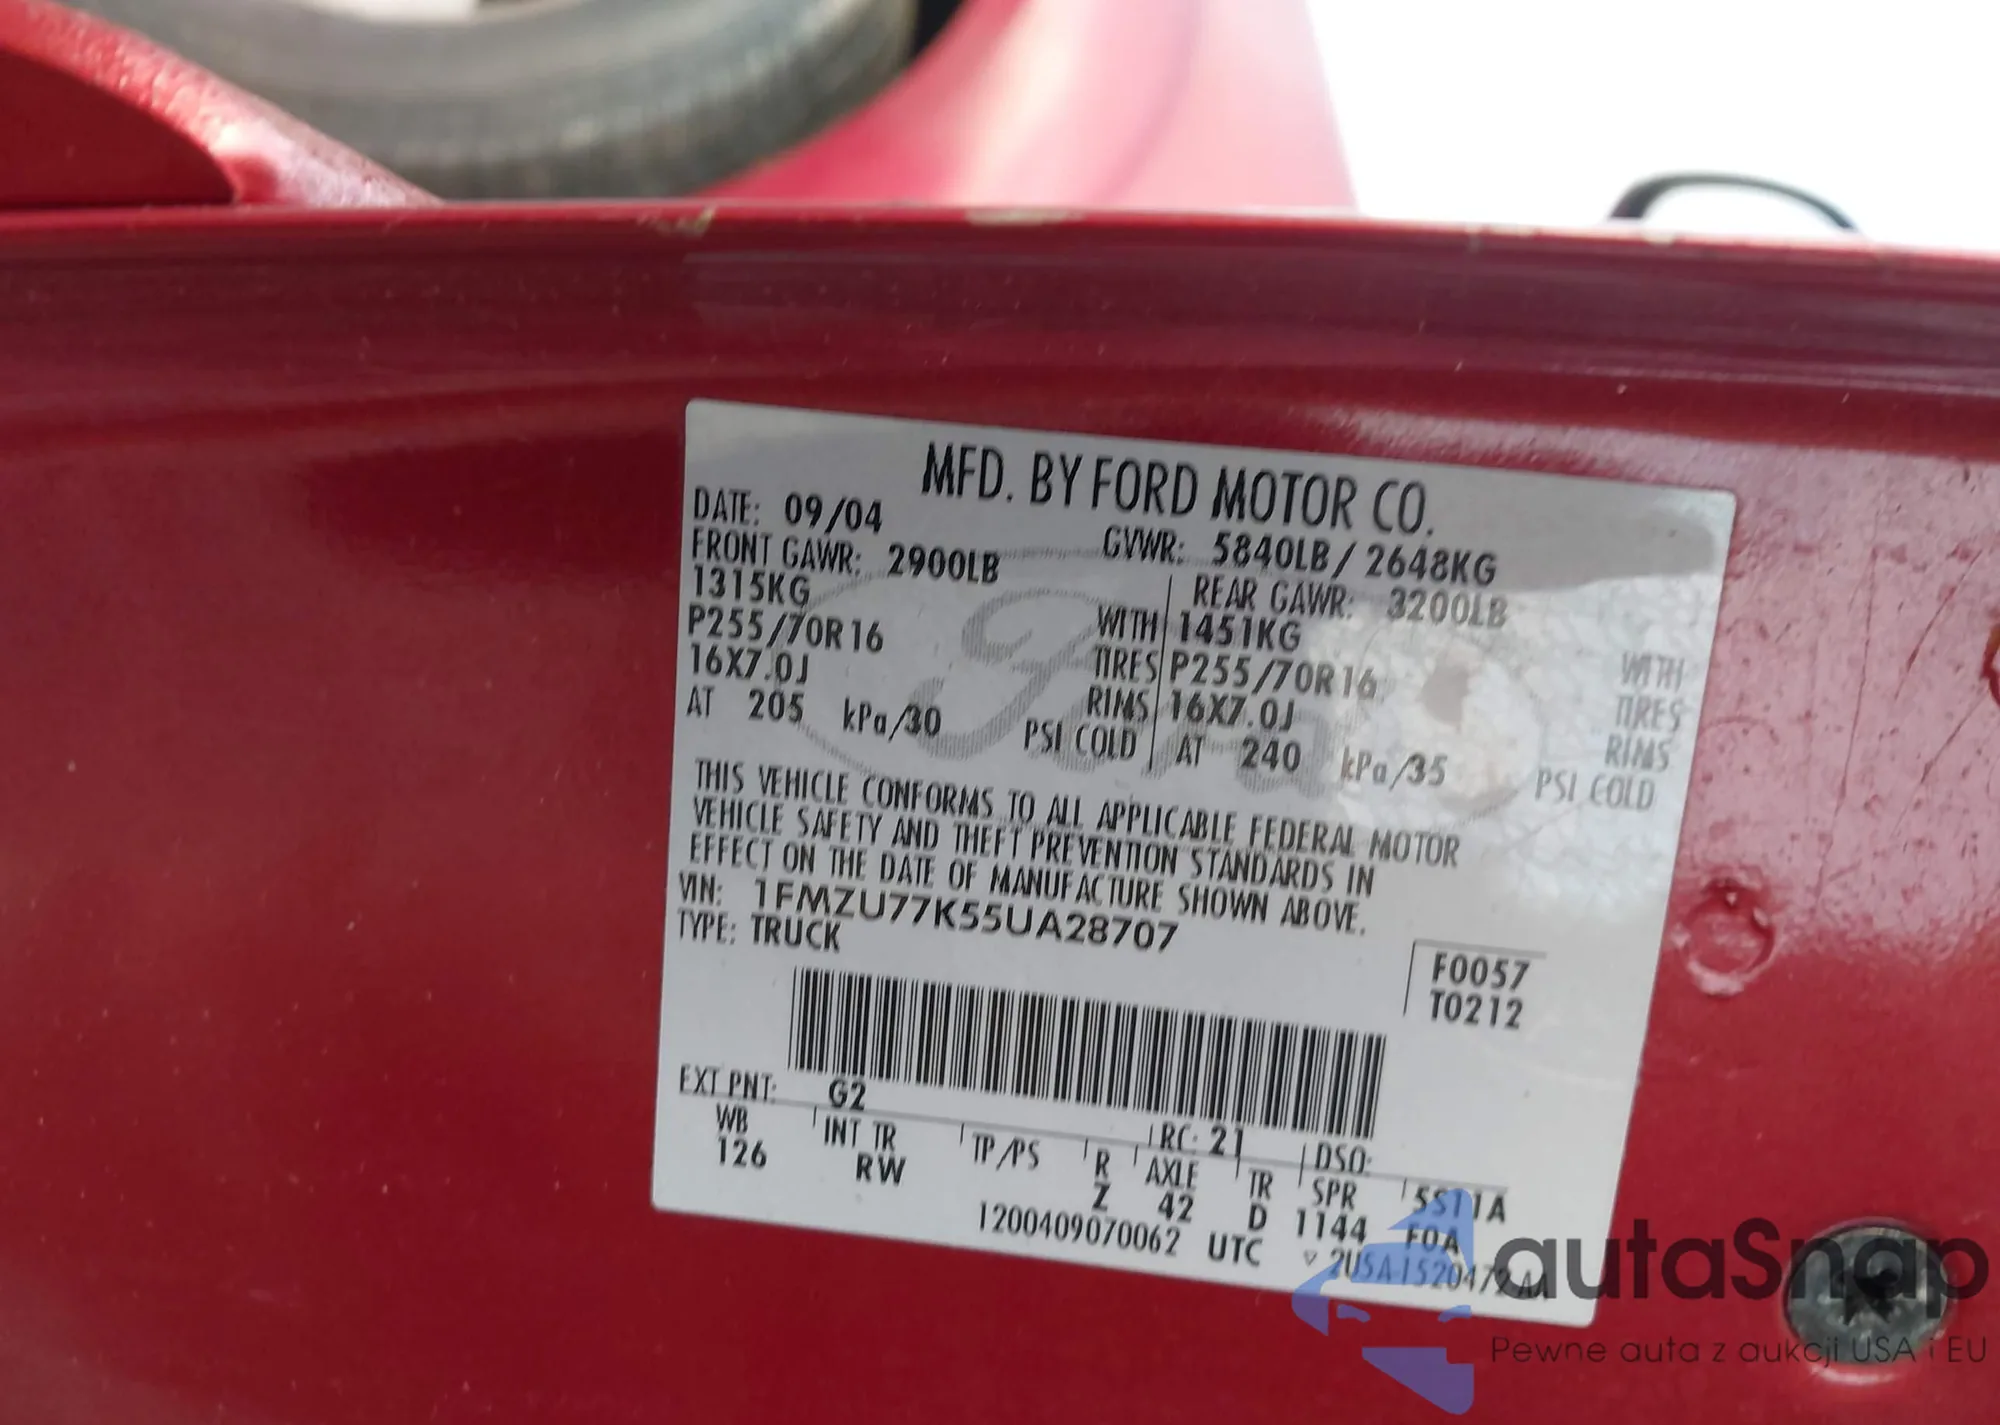 MFD. BY FORD MOTOR CO.
DATE: 09/04
GVWR: 5840LB / 2648KG
FRONT GAWR: 2900LB
REAR GAWR: 3200LB
1315KG WITH
1451KG WITH
P255/70R16 TIRES
P255/70R16 TIRES
16X7.0J RIMS
16X7.0J RIMS
AT 205 kPa/30 PSI COLD
AT 240 kPa/35 PSI COLD
THIS VEHICLE CONFORMS TO ALL APPLICABLE FEDERAL MOTOR
VEHICLE SAFETY AND THEFT PREVENTION STANDARDS IN
EFFECT ON THE DATE OF MANUFACTURE SHOWN ABOVE.
VIN: 1FMZU77K55UA28707
TYPE: TRUCK
F0057
T0212
EXT PNT: G2 RC: 21 DSO:
WB INT TR TP/PS R AXLE TR SPR 5S11A
126 RW Z 42 D 1144 F0A
1200409070062 UTC
Ford
autaSnap
Pewne auta z aukcji USA i EU